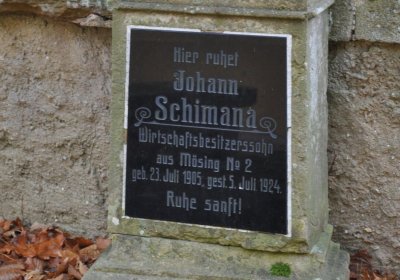 Hier ruhet
Johann
Schimana
Wirtschaftsbesitzerssohn
aus Mösing No 2
geb. 23. Juli 1905, gest. 5. Juli 1924.
Ruhe sanft!